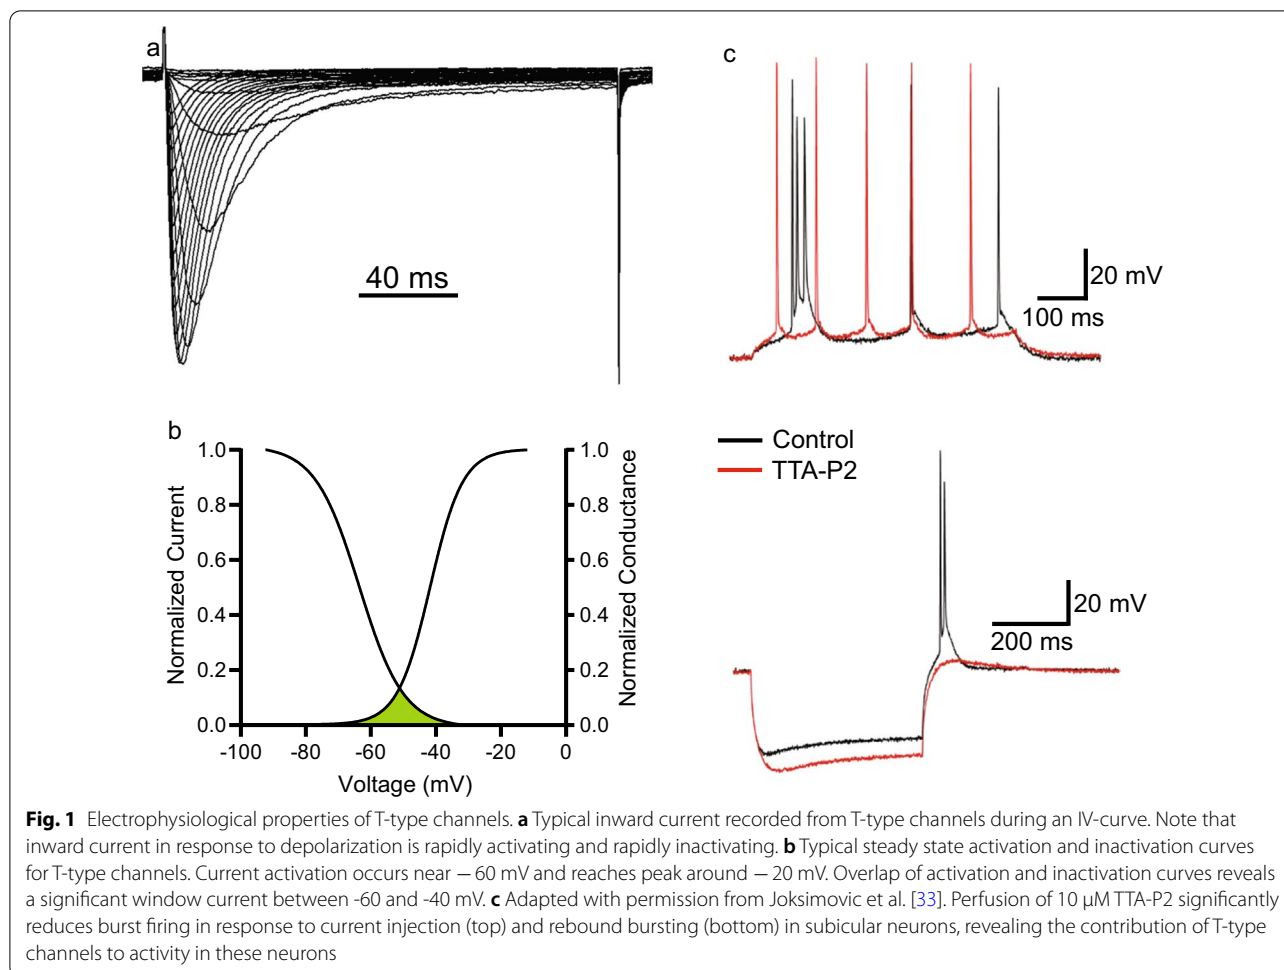 a
40 ms
c
20 mV
100 ms
b
1.0
0.8
0.6
0.4
0.2
0.0
Normalized Current
-100
-80
-60
-40
-20
0
Voltage (mV)
1.0
0.8
0.6
0.4
0.2
0.0
Normalized Conductance
Control
TTA-P2
20 mV
200 ms
Fig. 1 Electrophysiological properties of T-type channels. a Typical inward current recorded from T-type channels during an IV-curve. Note that
inward current in response to depolarization is rapidly activating and rapidly inactivating. b Typical steady state activation and inactivation curves
for T-type channels. Current activation occurs near − 60 mV and reaches peak around − 20 mV. Overlap of activation and inactivation curves reveals
a significant window current between -60 and -40 mV. c Adapted with permission from Joksimovic et al. [33]. Perfusion of 10 µM TTA-P2 significantly
reduces burst firing in response to current injection (top) and rebound bursting (bottom) in subicular neurons, revealing the contribution of T-type
channels to activity in these neurons